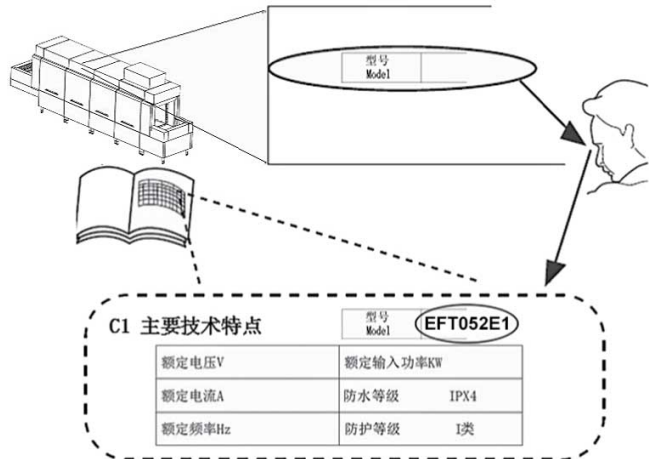 型号
Model
C1 主要技术特点
型号
Model
EFT052E1
额定电压V 额定输入功率KW
额定电流A 防水等级 IPX4
额定频率Hz 防护等级 I类